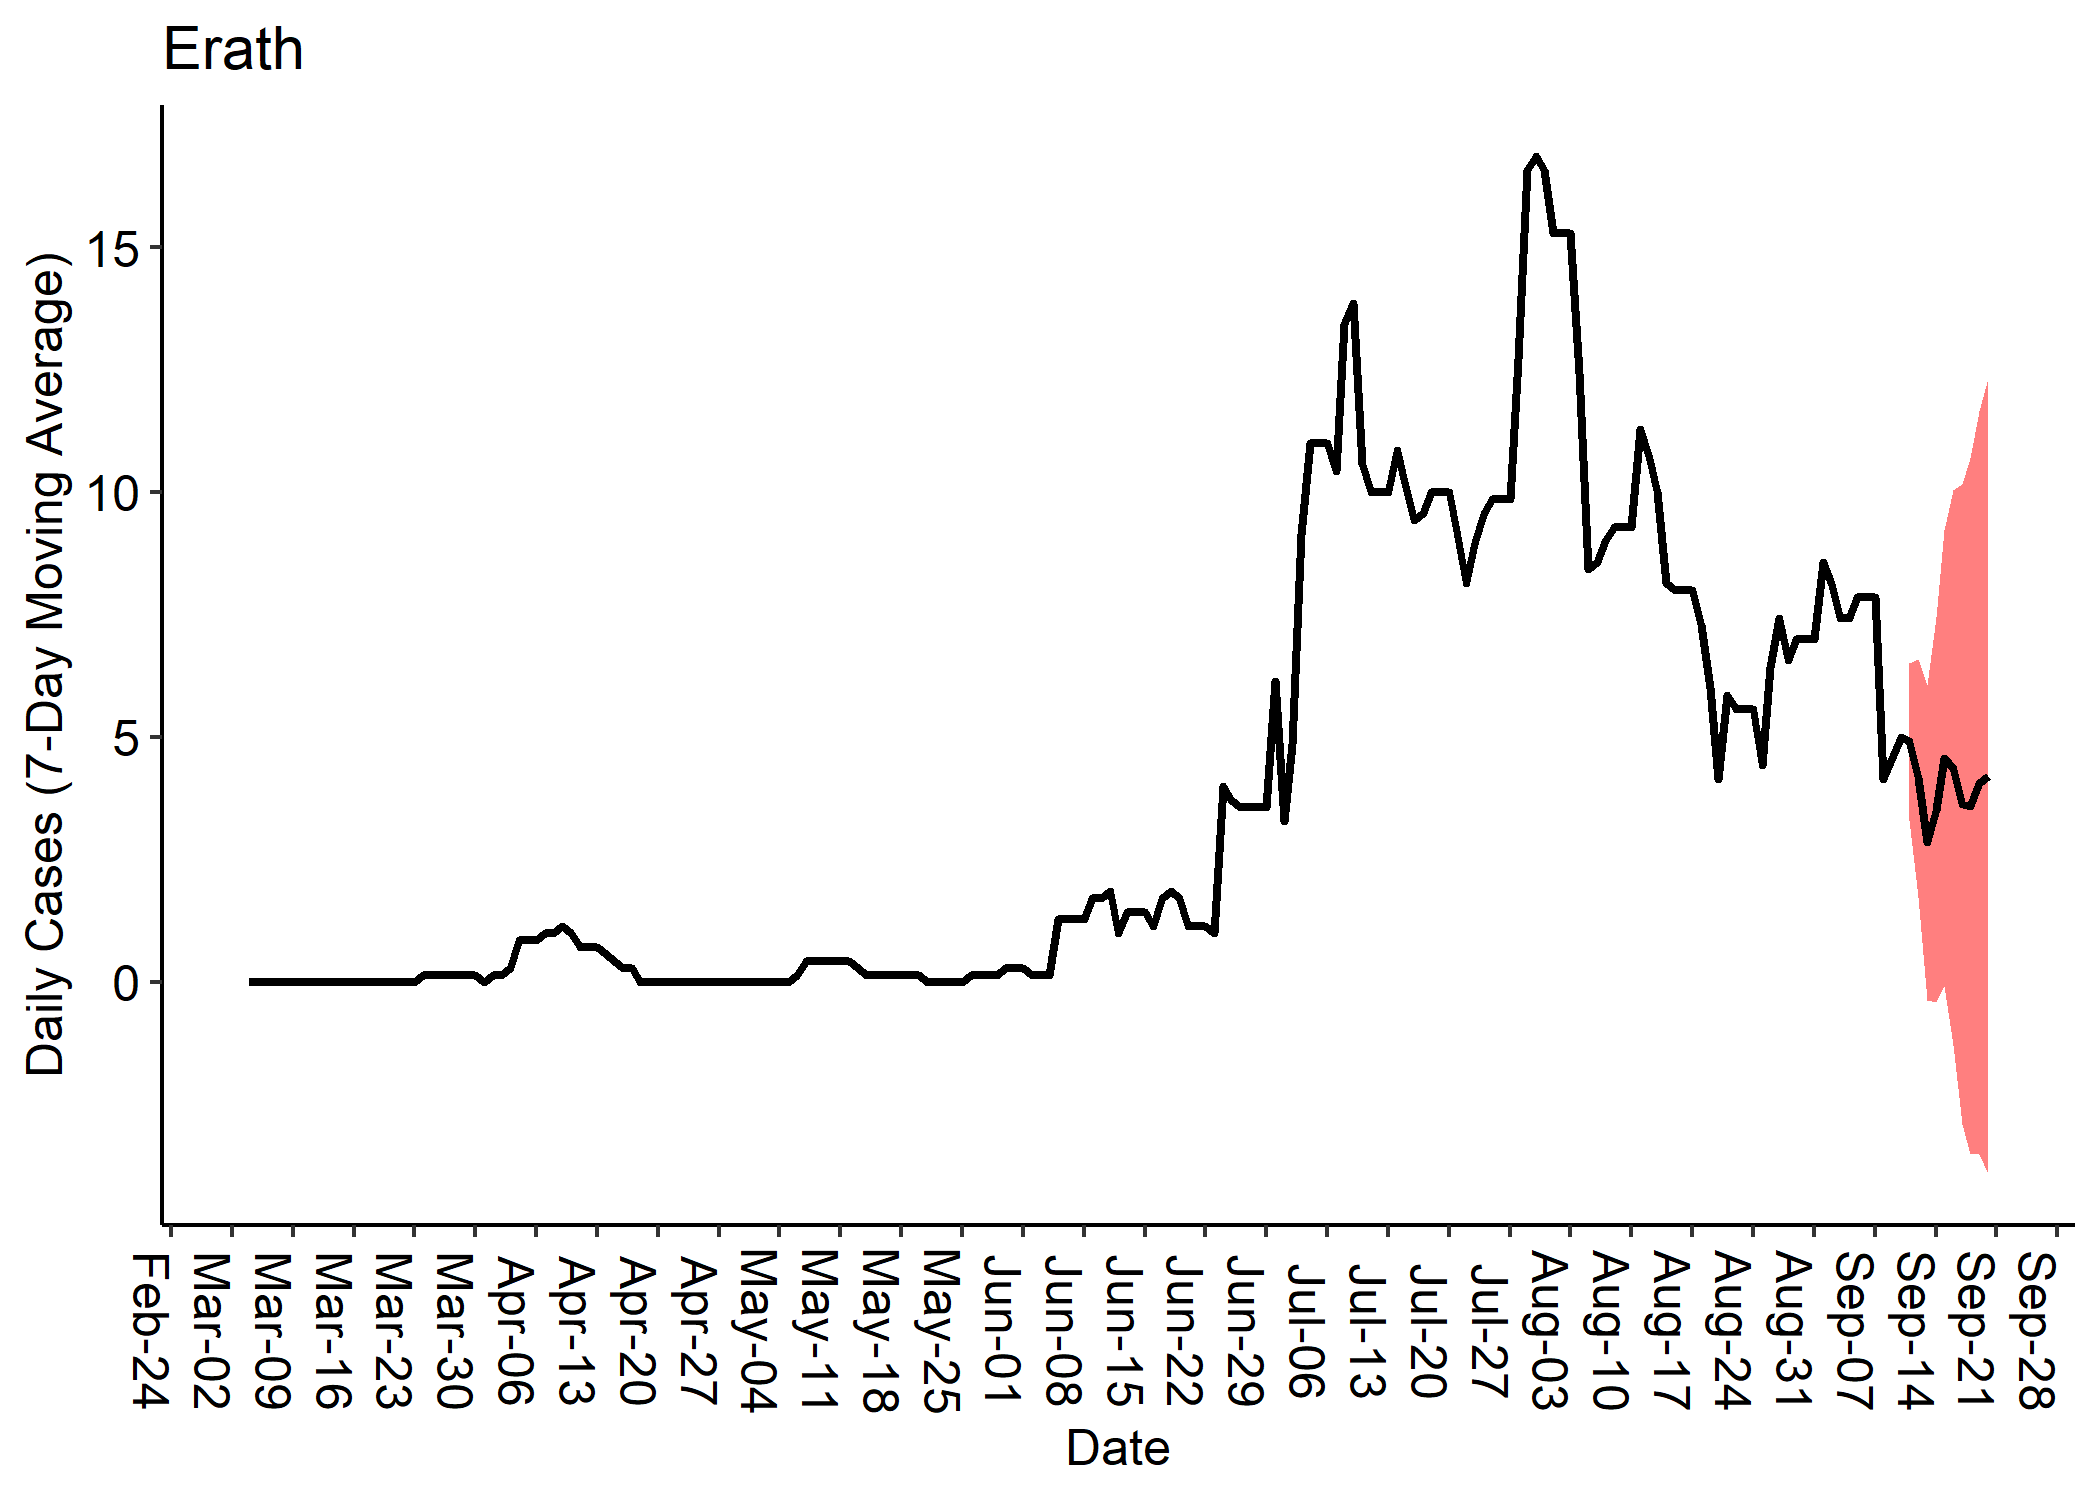 Erath
Daily Cases (7-Day Moving Average)
15
10
5
0
Feb-24
Mar-02
Mar-09
Mar-16
Mar-23
Mar-30
Apr-06
Apr-13
Apr-20
Apr-27
May-04
May-11
May-18
May-25
Jun-01
Jun-08
Jun-15
Jun-22
Jun-29
Jul-06
Jul-13
Jul-20
Jul-27
Aug-03
Aug-10
Aug-17
Aug-24
Aug-31
Sep-07
Sep-14
Sep-21
Sep-28
Date